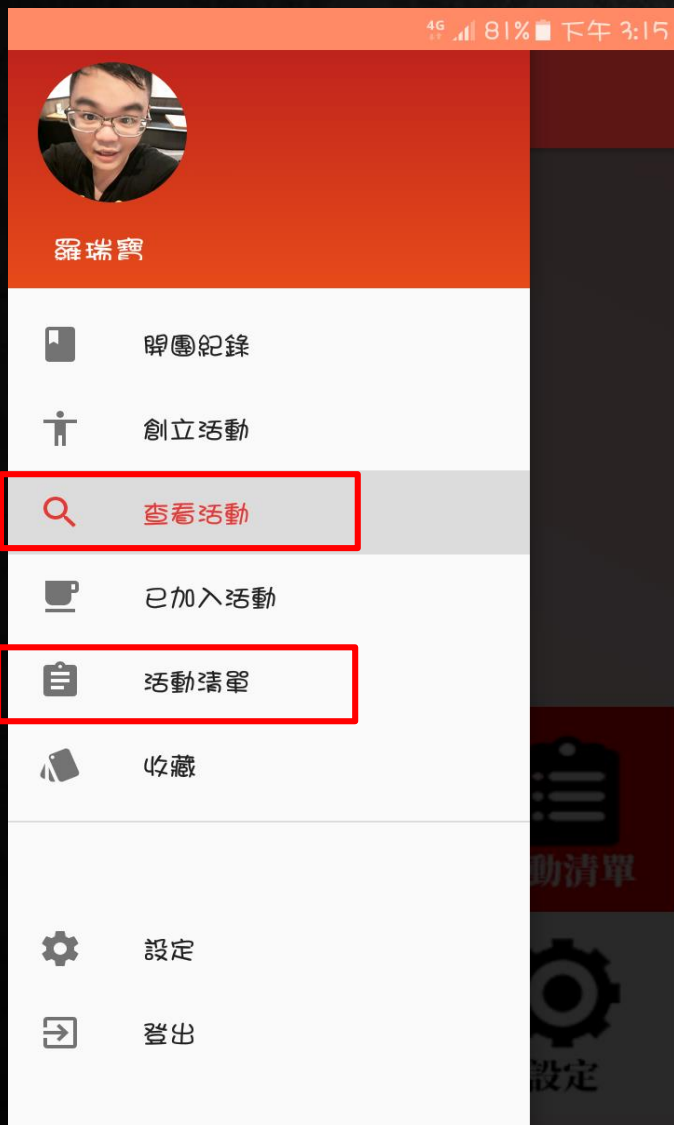 4G 81% 下午 3:15
羅瑞寶
開團紀錄
創立活動
查看活動
已加入活動
活動清單
收藏
動清單
設定
設定
登出